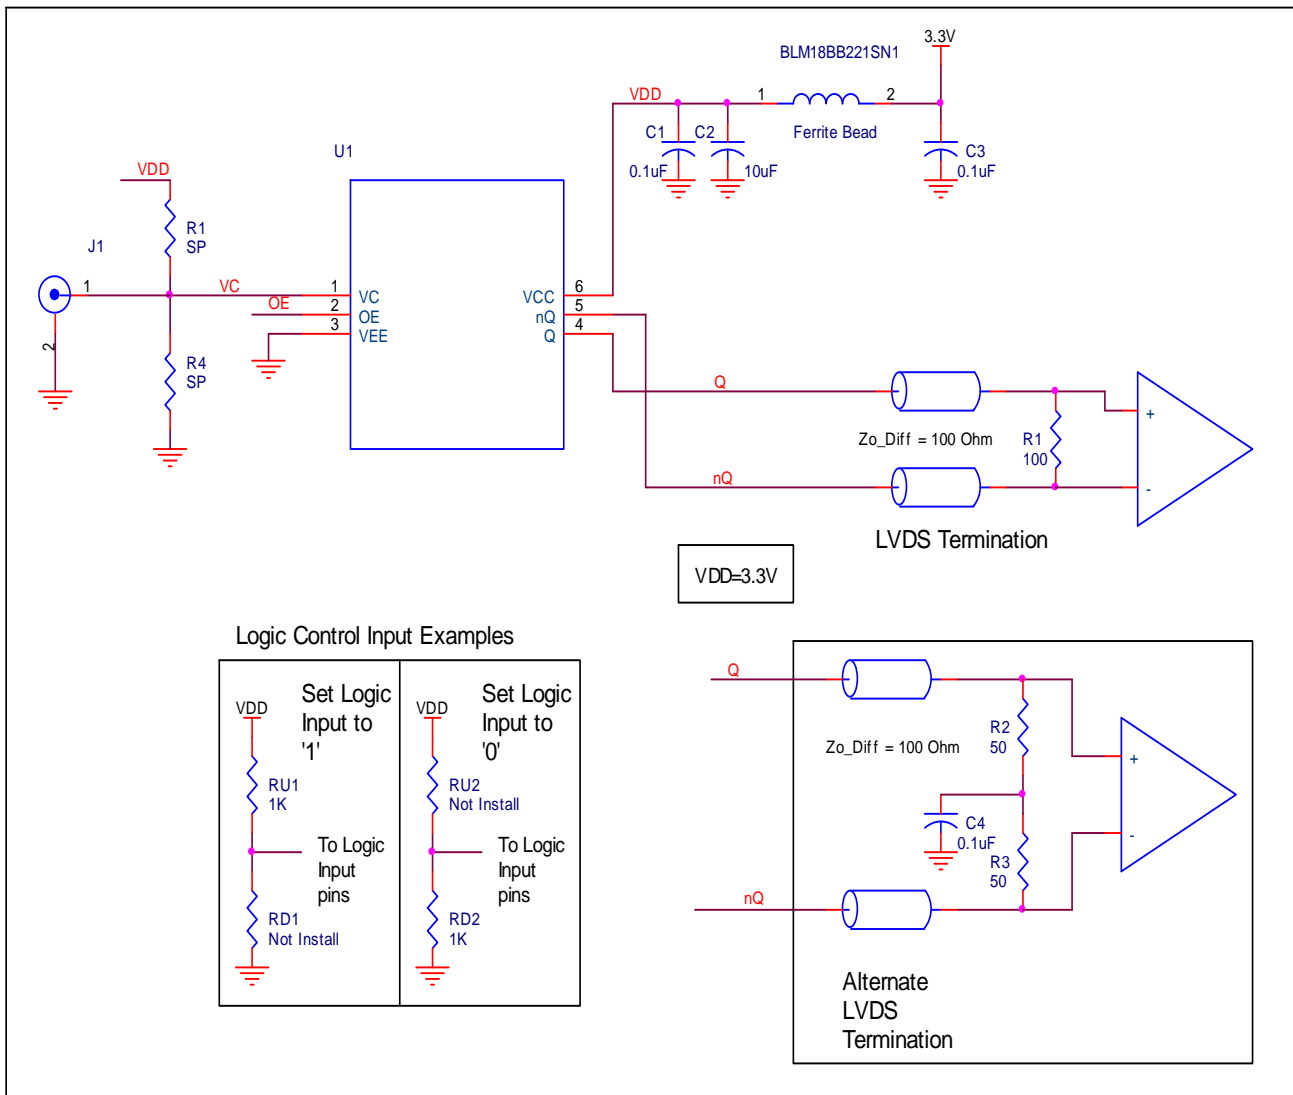 3.3V
BLM18BB221SN1
VDD
1
2
C1
C2
Ferrite Bead
C3
0.1uF
10uF
0.1uF
U1
VDD
R1
SP
J1
1
VC
1
VC
OE
2
OE
3
VEE
VCC
6
nQ
5
Q
4
2
R4
SP
Q
+
Zo_Diff = 100 Ohm
R1
100
nQ
-
LVDS Termination
VDD=3.3V
Logic Control Input Examples
Set Logic
Input to
'1'
VDD
RU1
1K
To Logic
Input
pins
RD1
Not Install
Set Logic
Input to
'0'
VDD
RU2
Not Install
To Logic
Input
pins
RD2
1K
Q
R2
50
Zo_Diff = 100 Ohm
+
C4
0.1uF
-
R3
50
nQ
Alternate
LVDS
Termination